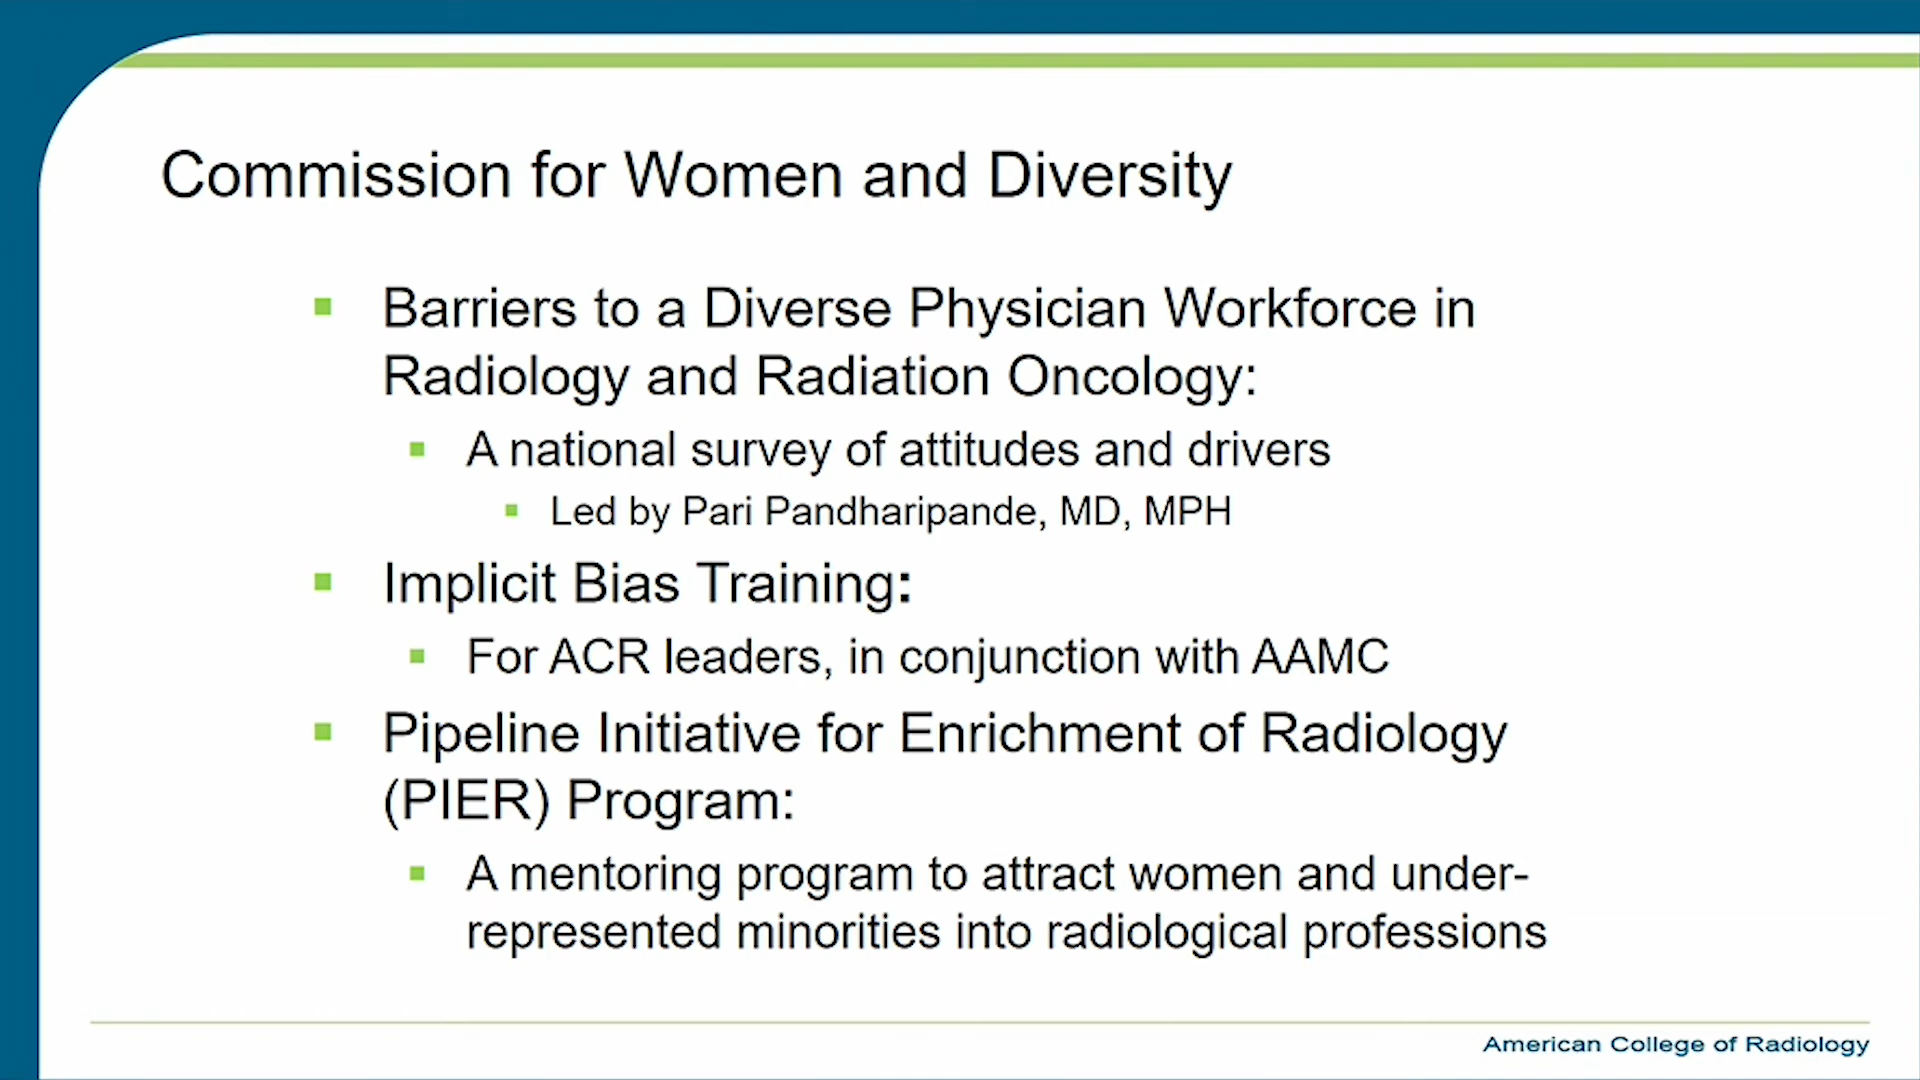 Commission for Women and Diversity
Barriers to a Diverse Physician Workforce in
Radiology and Radiation Oncology:
A national survey of attitudes and drivers
Led by Pari Pandharipande, MD, MPH
Implicit Bias Training:
For ACR leaders, in conjunction with AAMC
Pipeline Initiative for Enrichment of Radiology
(PIER) Program:
A mentoring program to attract women and under-
represented minorities into radiological professions
American College of Radiology